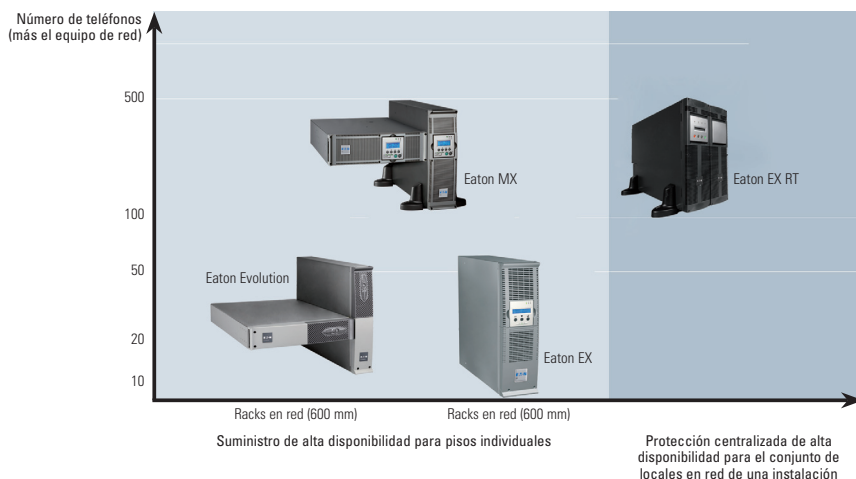 Número de teléfonos
(más el equipo de red)
500
Eaton MX
Eaton EX RT
100
50
Eaton Evolution
20
Eaton EX
10
Racks en red (600 mm)
Racks en red (600 mm)
Suministro de alta disponibilidad para pisos individuales
Protección centralizada de alta
disponibilidad para el conjunto de
locales en red de una instalación